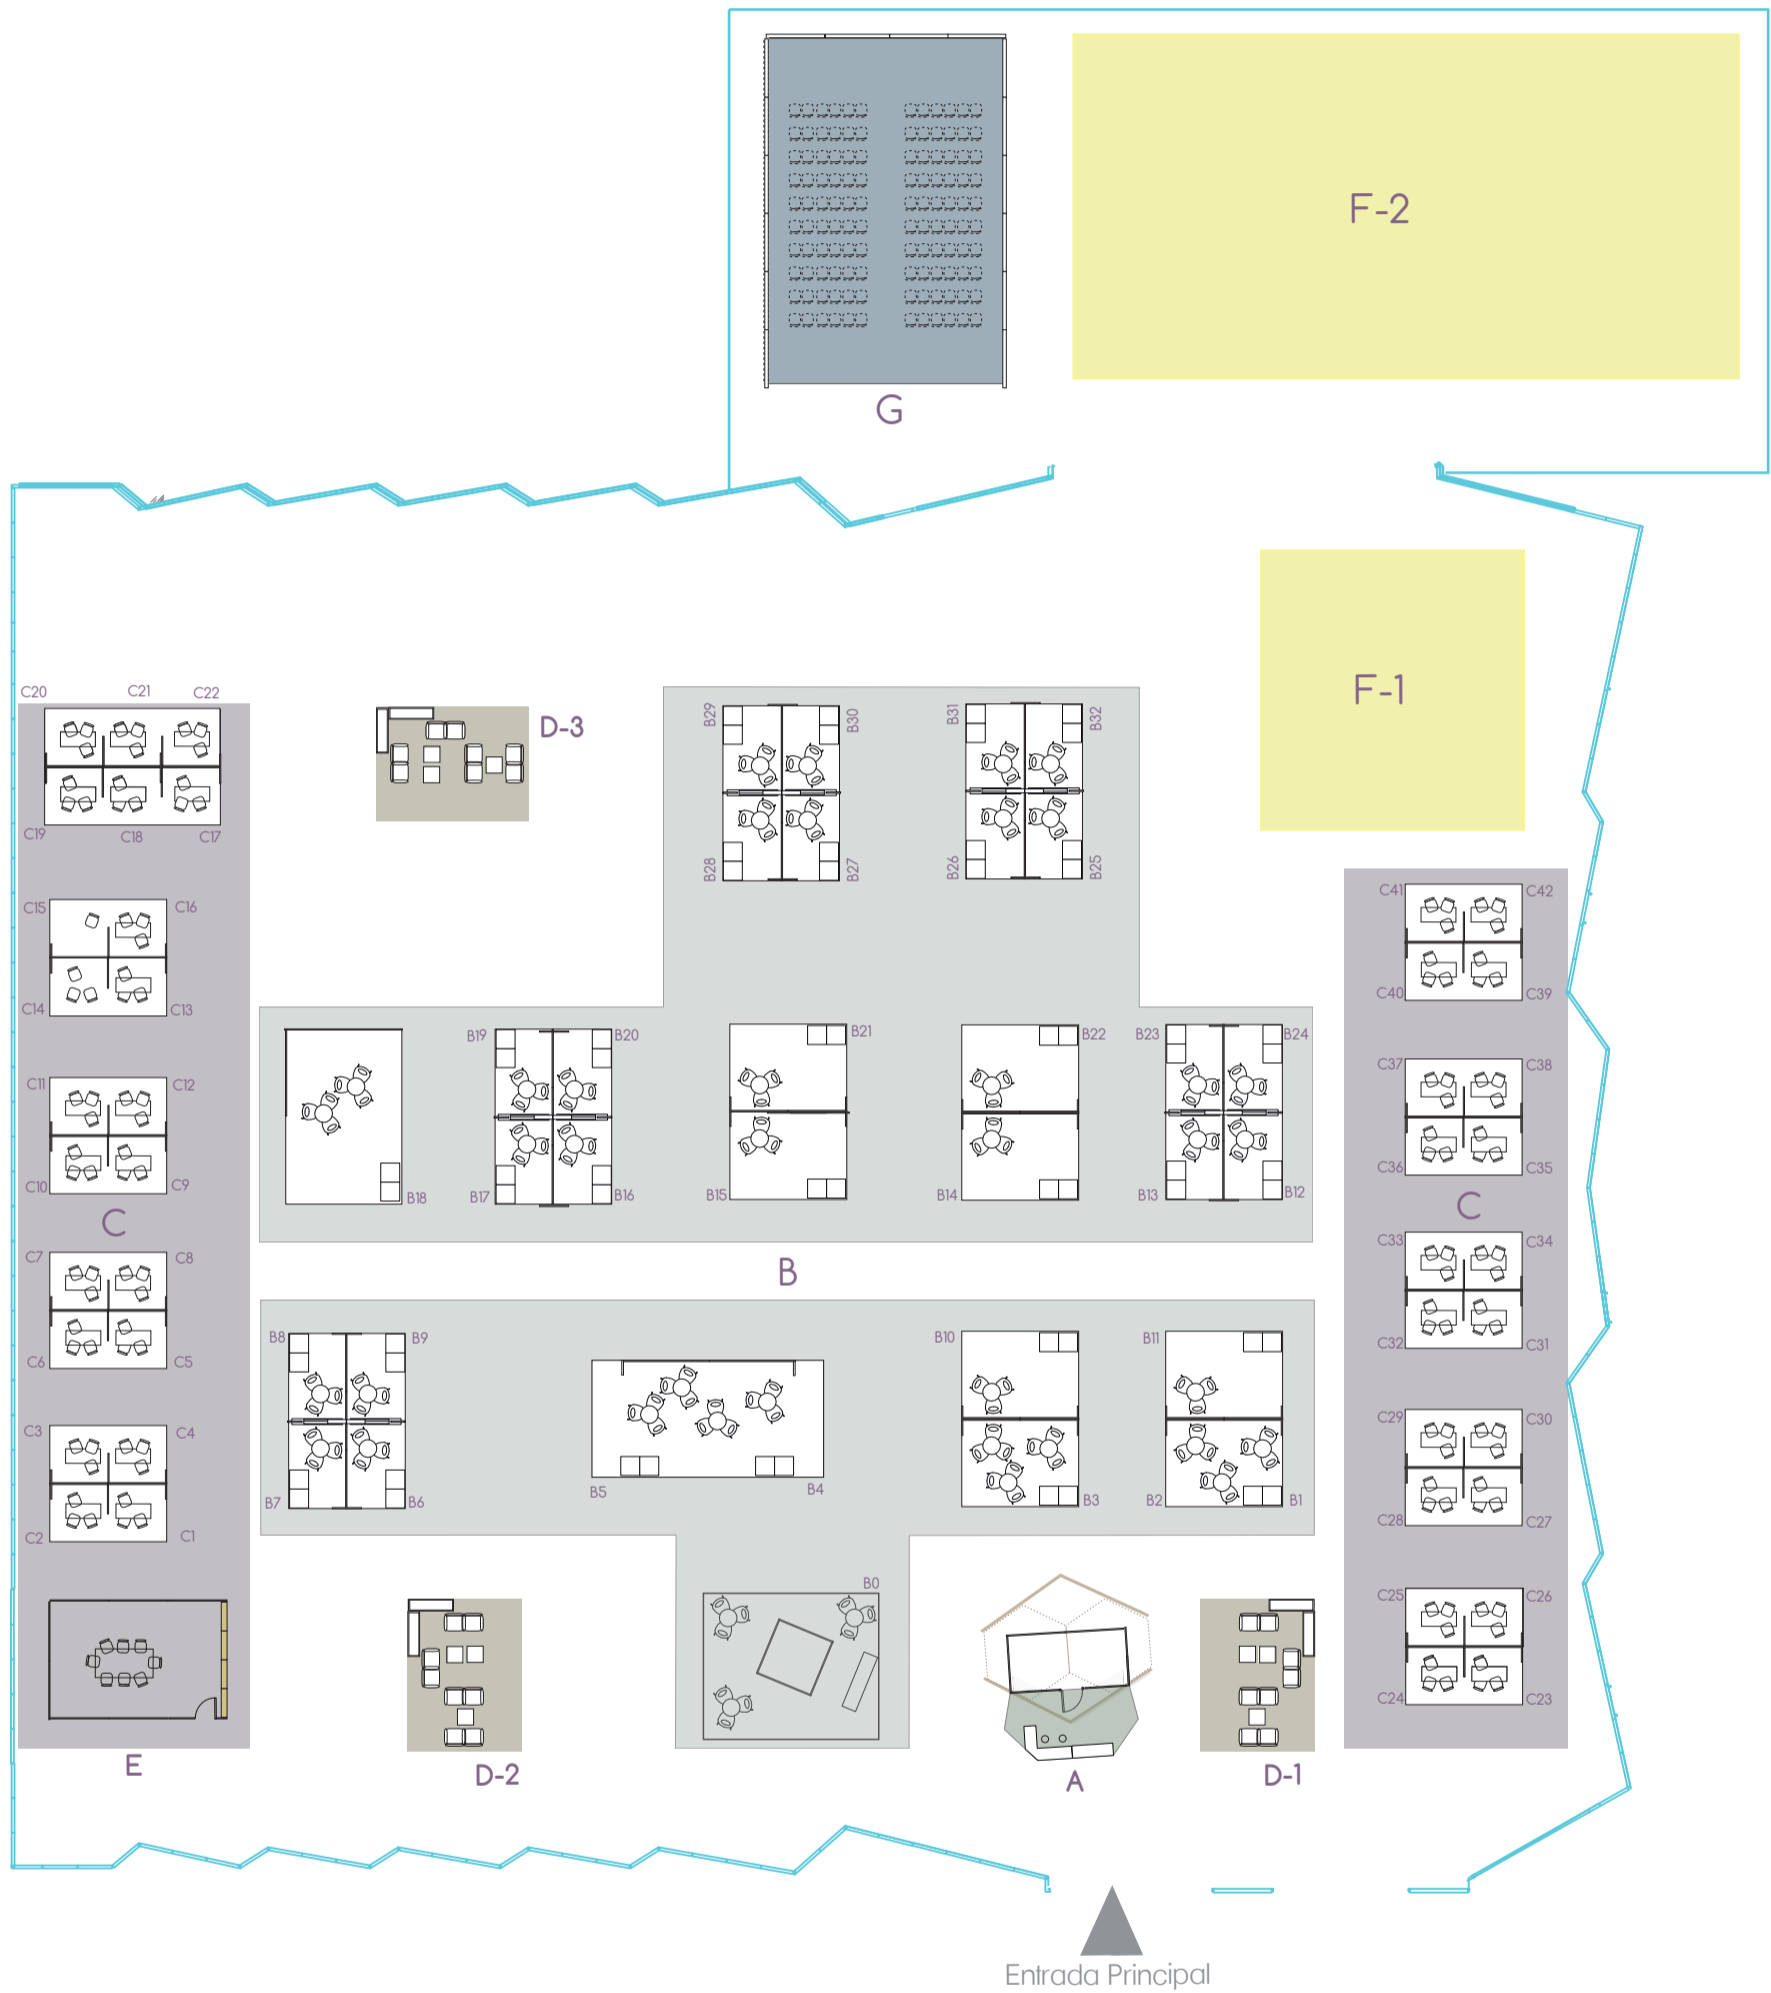 F-2
G
F-1
C20 C21 C22
D-3
B29 B30 B31 B32
C19 C18 C17
B28 B27 B26 B25
C41 C42
C15 C16
C40 C39
C14 C13
B19 B20 B21 B22 B23 B24
C37 C38
C11 C12
C36 C35
C10 C9
B18 B17 B16 B15 B14 B13 B12
C
C
C33 C34
C7 C8
B
C32 C31
C6 C5
B8 B9 B10 B11
C29 C30
C3 C4
B7 B6 B5 B4 B3 B2 B1
C28 C27
C2 C1
B0
C25 C26
C24 C23
E
D-2
A
D-1
Entrada Principal